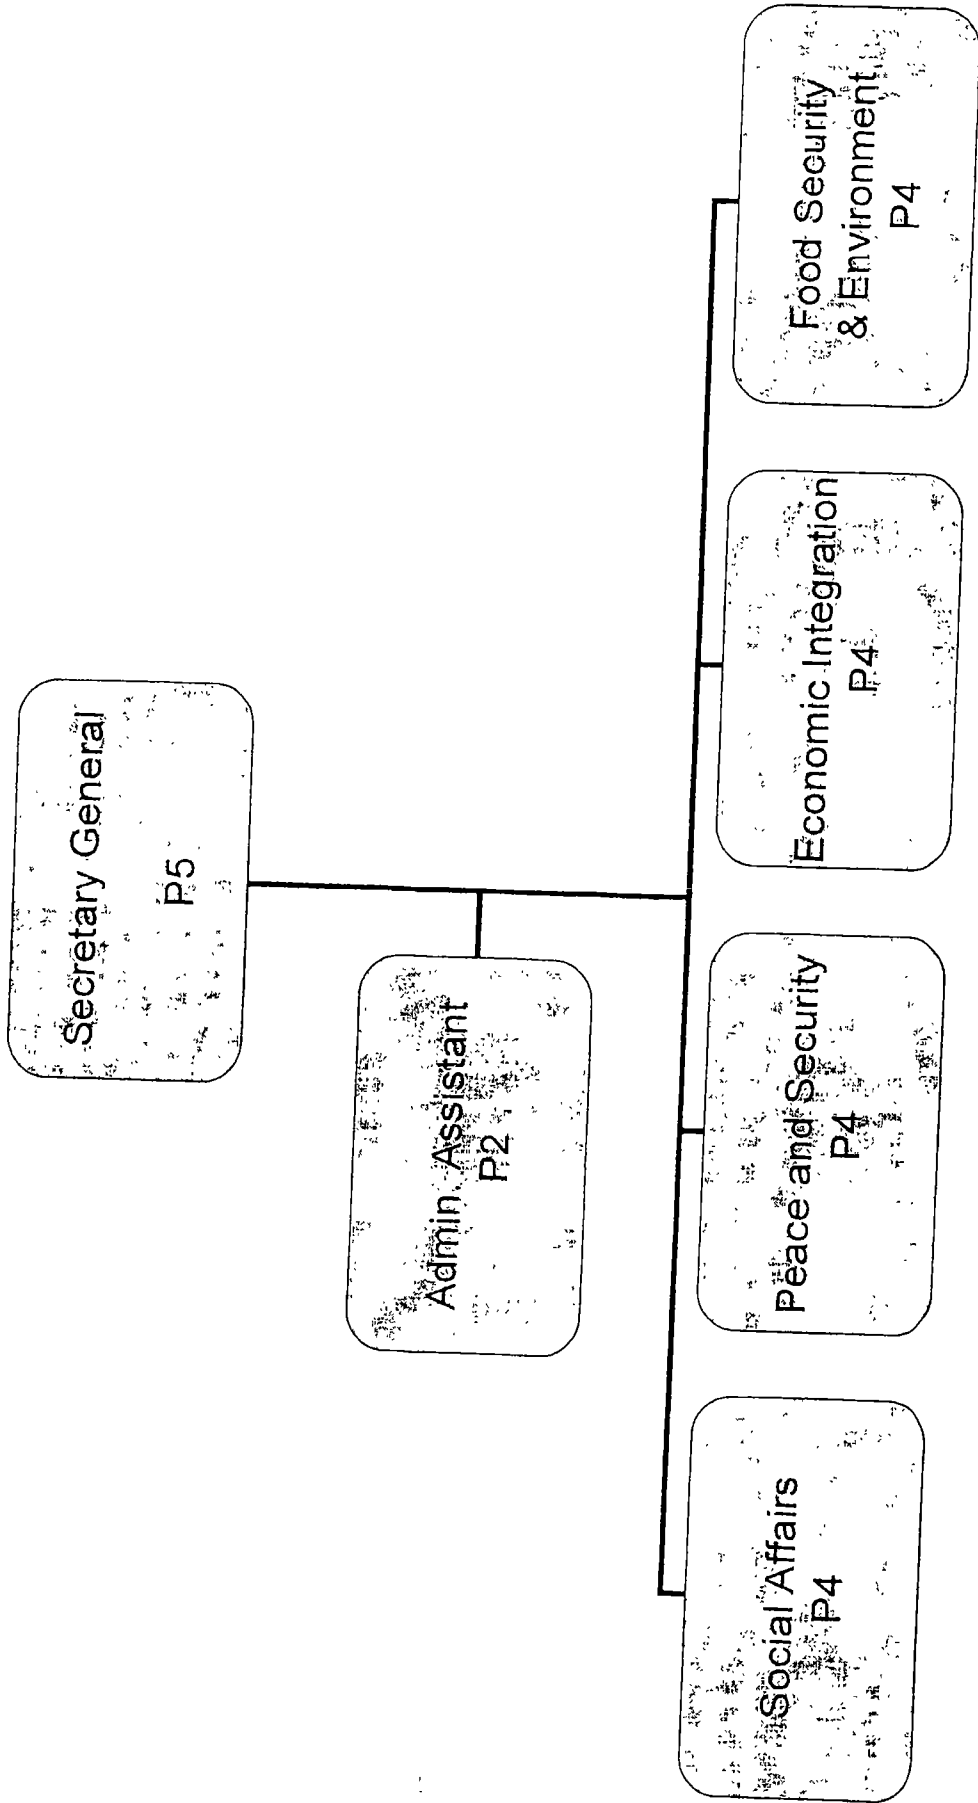 Secretary General
P5
Admin. Assistant
P2
Social Affairs
P4
Peace and Security
P4
Economic Integration
P4
Food Security
& Environment
P4